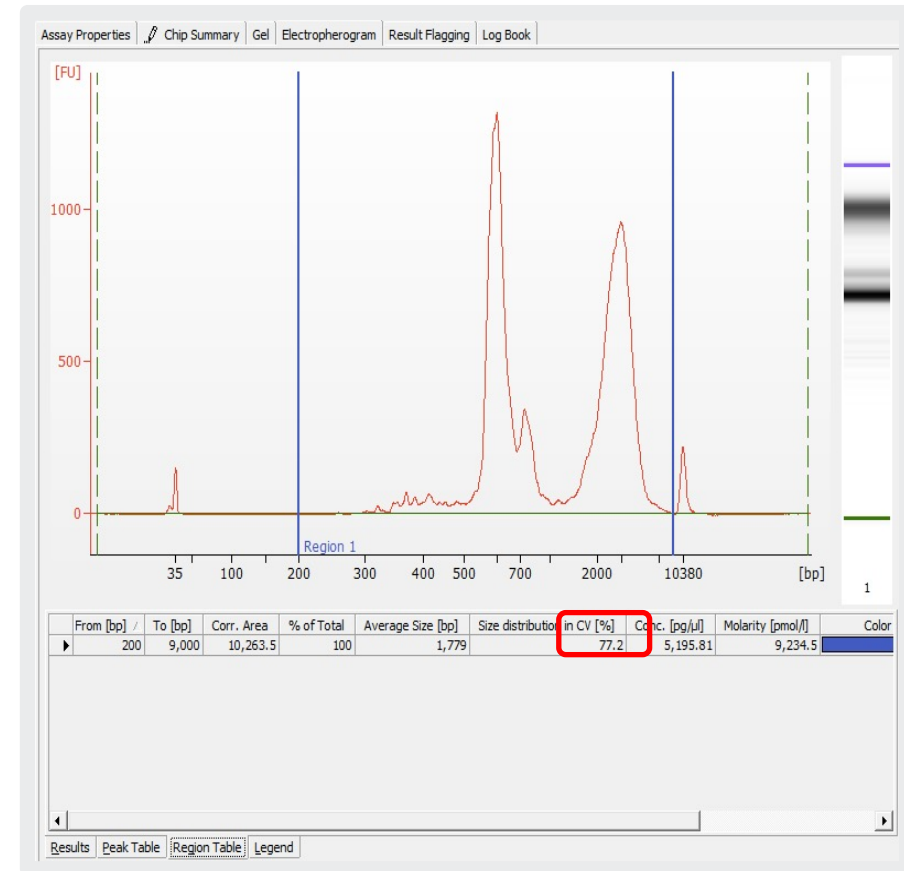 Assay Properties Chip Summary Gel Electropherogram Result Flagging Log Book
[FU]
1000
500
0
Region 1
35 100 200 300 400 500 700 2000 10380 [bp]
1
From [bp] / To [bp] Corr. Area % of Total Average Size [bp] Size distribution in CV [%] Conc. [pg/µl] Molarity [pmol/l] Color
200 9,000 10,263.5 100 1,779 77.2 5,195.81 9,234.5
Results Peak Table Region Table Legend